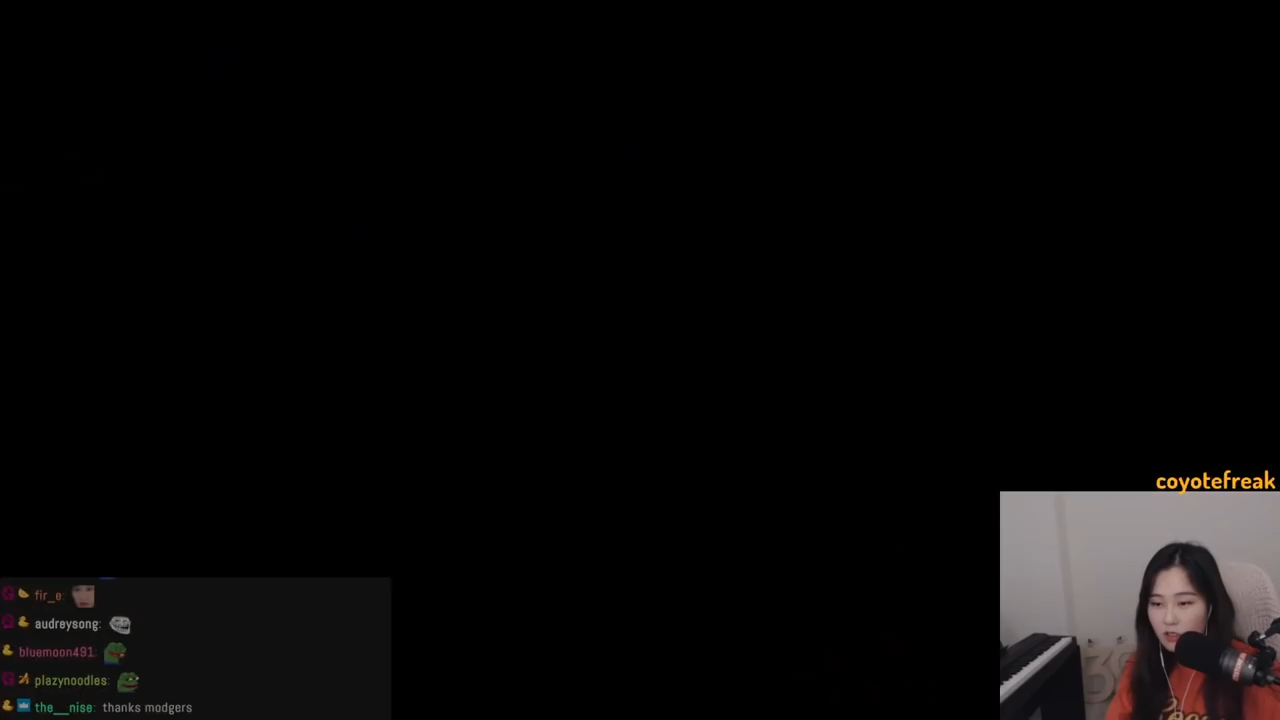 coyotefreak
fir_e:
audreysong:
bluemoon491:
plazynoodles:
the__nise: thanks modgers